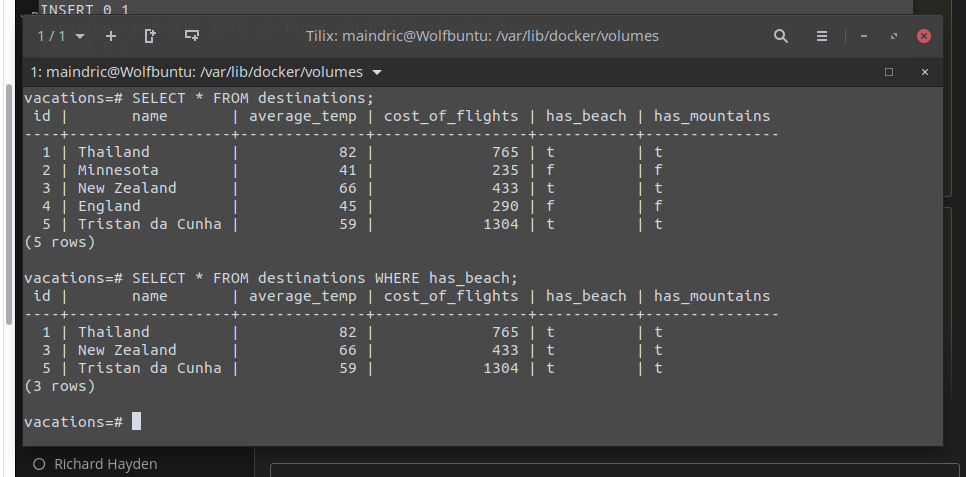 INSERT 0 1
1 / 1
Tilix: maindric@Wolfbuntu: /var/lib/docker/volumes
1: maindric@Wolfbuntu: /var/lib/docker/volumes
vacations=# SELECT * FROM destinations;
 id |       name       | average_temp | cost_of_flights | has_beach | has_mountains
----+------------------+--------------+-----------------+-----------+---------------
  1 | Thailand         |           82 |             765 | t         | t
  2 | Minnesota        |           41 |             235 | f         | f
  3 | New Zealand      |           66 |             433 | t         | t
  4 | England          |           45 |             290 | f         | f
  5 | Tristan da Cunha |           59 |            1304 | t         | t
(5 rows)
vacations=# SELECT * FROM destinations WHERE has_beach;
 id |       name       | average_temp | cost_of_flights | has_beach | has_mountains
----+------------------+--------------+-----------------+-----------+---------------
  1 | Thailand         |           82 |             765 | t         | t
  3 | New Zealand      |           66 |             433 | t         | t
  5 | Tristan da Cunha |           59 |            1304 | t         | t
(3 rows)
vacations=#
Richard Hayden